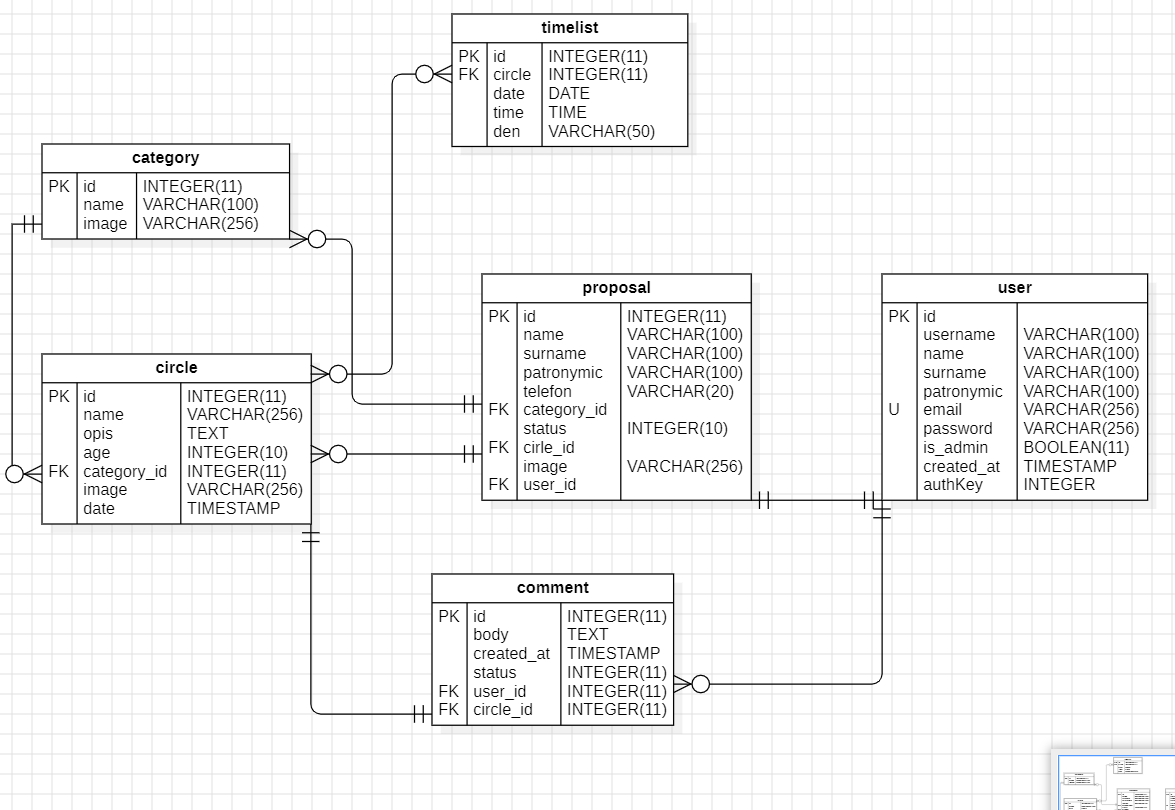 timelist
PK id INTEGER(11)
FK circle INTEGER(11)
date DATE
time TIME
den VARCHAR(50)
category
PK id INTEGER(11)
name VARCHAR(100)
image VARCHAR(256)
proposal
PK id INTEGER(11)
name VARCHAR(100)
surname VARCHAR(100)
patronymic VARCHAR(100)
telefon VARCHAR(20)
FK category_id
status INTEGER(10)
FK cirle_id
image VARCHAR(256)
FK user_id
user
PK id
username VARCHAR(100)
name VARCHAR(100)
surname VARCHAR(100)
patronymic VARCHAR(100)
U email VARCHAR(256)
password VARCHAR(256)
is_admin BOOLEAN(11)
created_at TIMESTAMP
authKey INTEGER
circle
PK id INTEGER(11)
name VARCHAR(256)
opis TEXT
age INTEGER(10)
FK category_id INTEGER(11)
image VARCHAR(256)
date TIMESTAMP
comment
PK id INTEGER(11)
body TEXT
created_at TIMESTAMP
status INTEGER(11)
FK user_id INTEGER(11)
FK circle_id INTEGER(11)